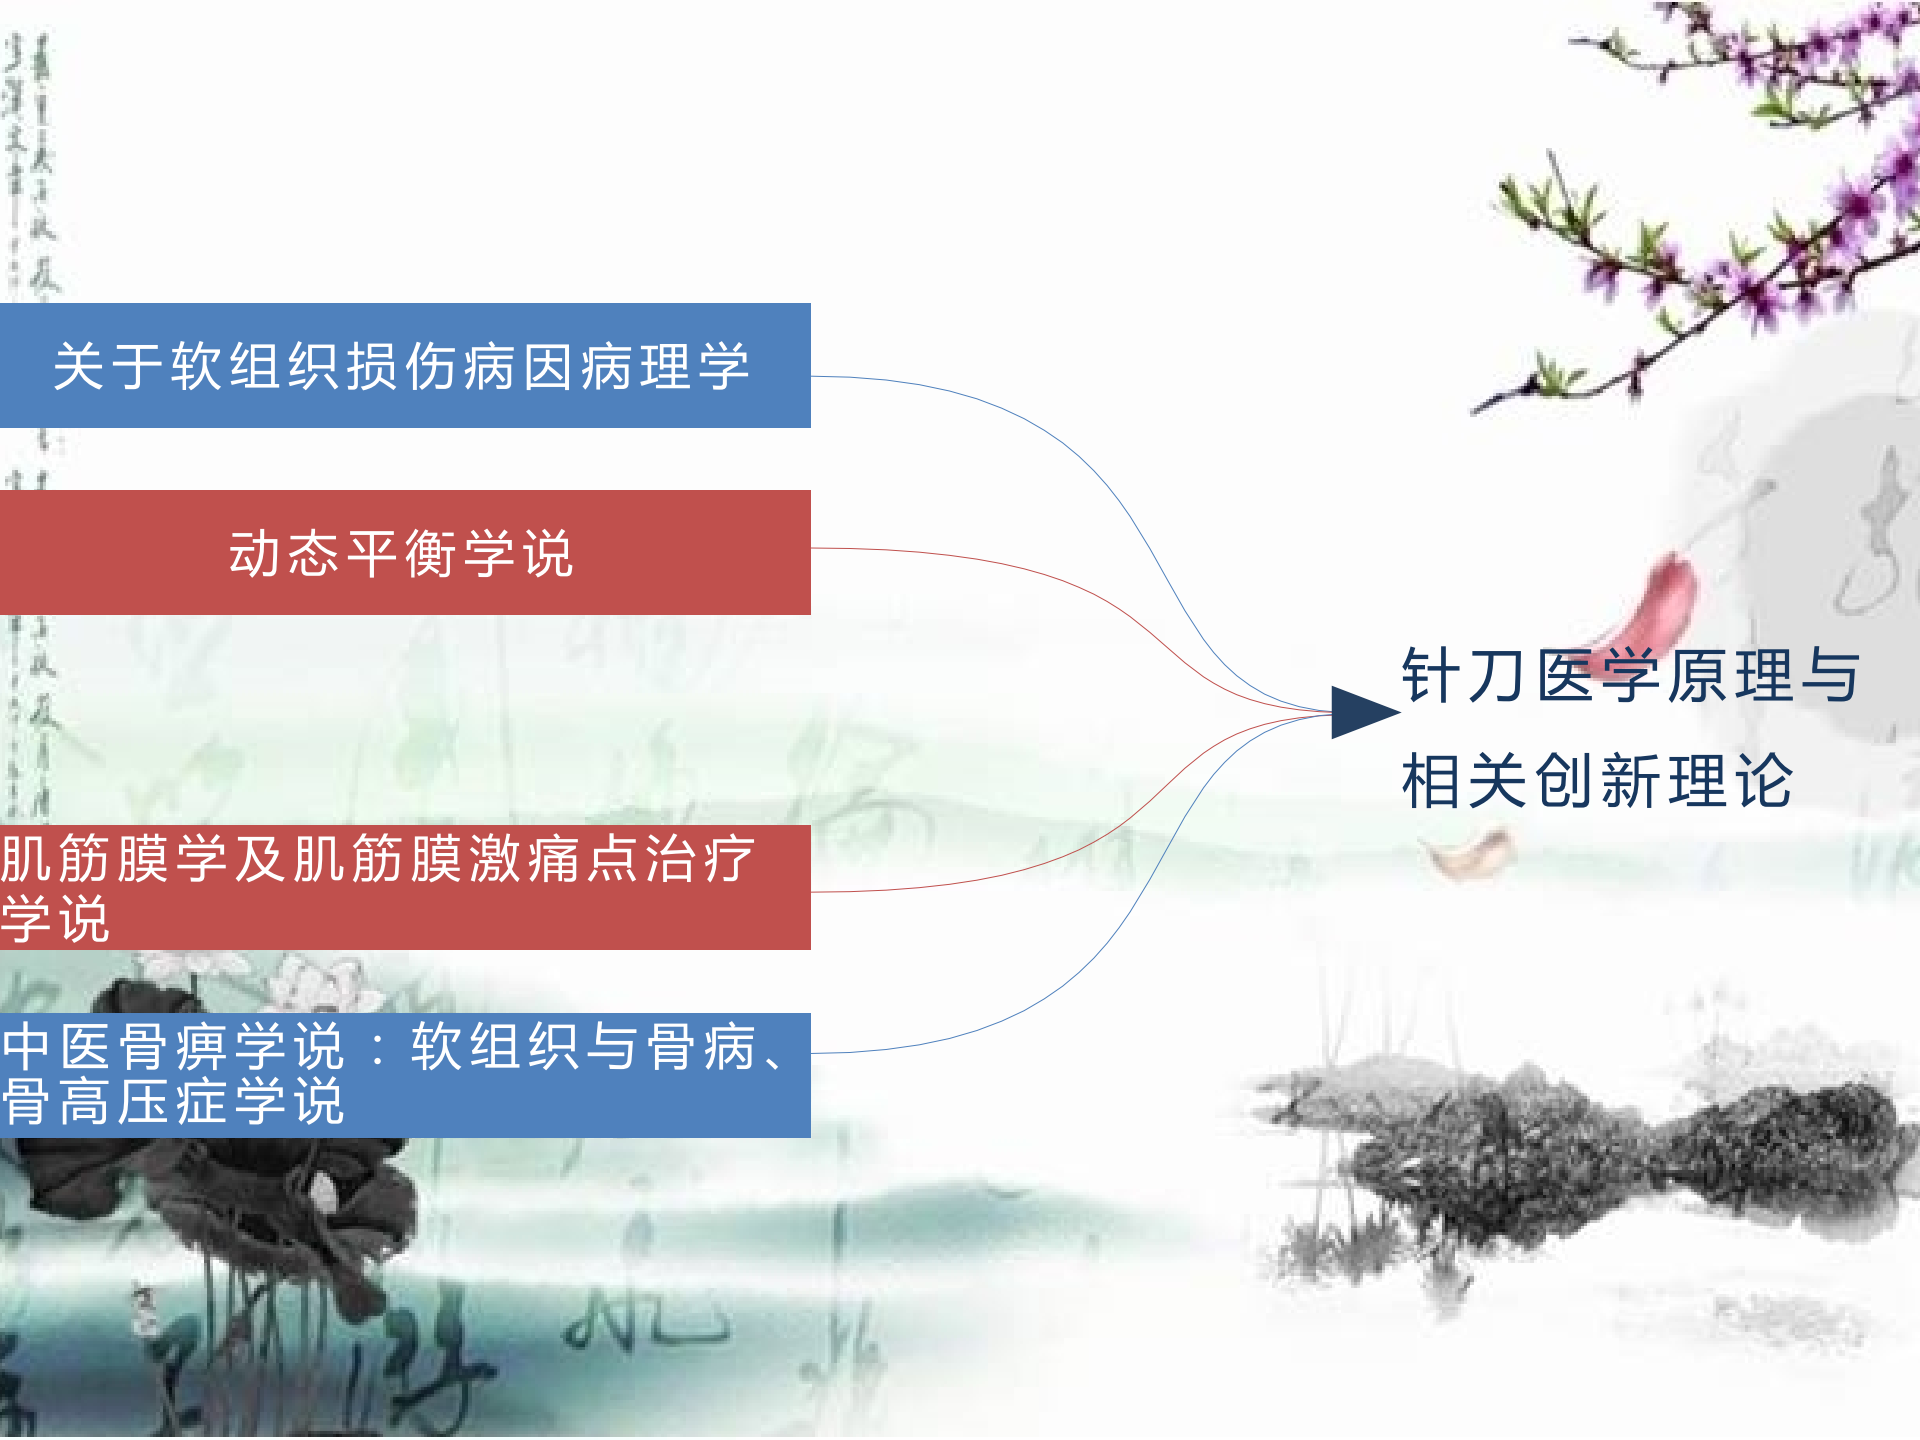 关于软组织损伤病因病理学
动态平衡学说
肌筋膜学及肌筋膜激痛点治疗
学说
中医骨痹学说：软组织与骨病、
骨高压症学说
针刀医学原理与
相关创新理论